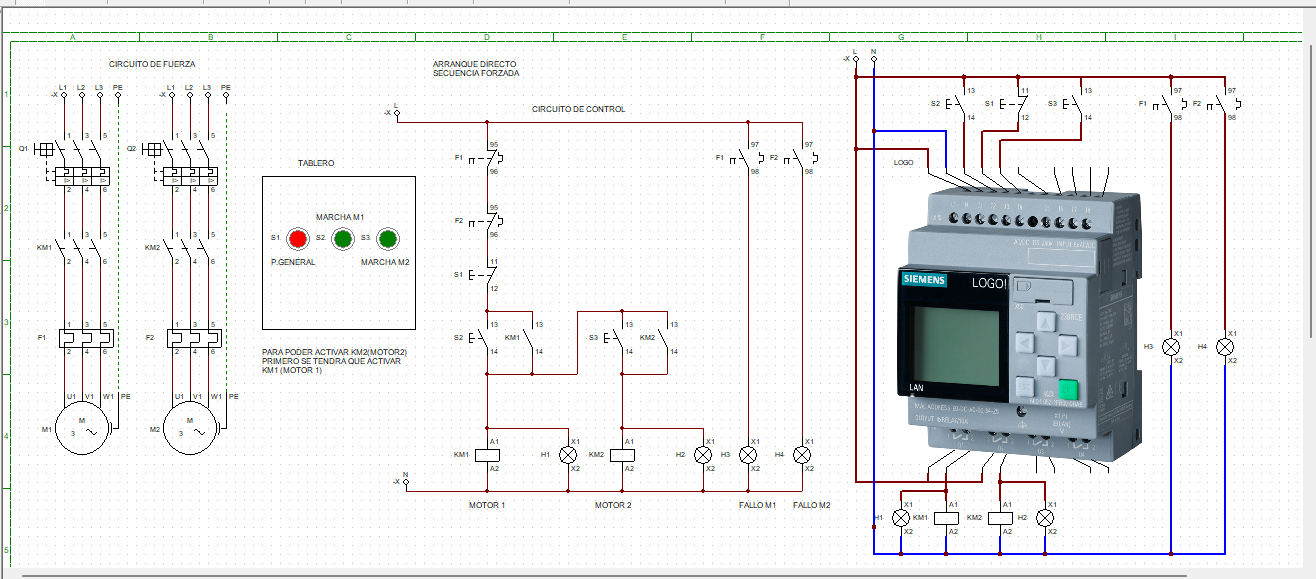 A B C D E F G H I
CIRCUITO DE FUERZA
ARRANQUE DIRECTO
SECUENCIA FORZADA
L N
-X
L1 L2 L3 PE
-X
L1 L2 L3 PE
-X
1
CIRCUITO DE CONTROL
L
-X
13 11 13 97 97
S2 S1 S3 F1 F2
14 12 14 98 98
1 3 5
Q1
2 4 6
1 3 5
Q2
2 4 6
TABLERO
95
F1
96
97 97
F1 F2
98 98
LOGO
2
MARCHA M1
S1 S2 S3
P.GENERAL MARCHA M2
95
F2
96
1 3 5
KM1
2 4 6
1 3 5
KM2
2 4 6
11
S1
12
SIEMENS
LOGO!
ESC OK
3
1 3 5
F1
2 4 6
1 3 5
F2
2 4 6
13 13 13 13
S2 KM1 S3 KM2
14 14 14 14
X1 X1
H3 H4
X2 X2
PARA PODER ACTIVAR KM2(MOTOR2)
PRIMERO SE TENDRA QUE ACTIVAR
KM1 (MOTOR 1)
LAN
U1 V1 W1 PE
M1
M
3
U1 V1 W1 PE
M2
M
3
4
A1 X1 A1 X1 X1 X1
KM1 H1 KM2 H2 H3 H4
A2 X2 A2 X2 X2 X2
N
-X
MOTOR 1 MOTOR 2 FALLO M1 FALLO M2
X1 A1 A1 X1
H1 KM1 KM2 H2
X2 A2 A2 X2
5